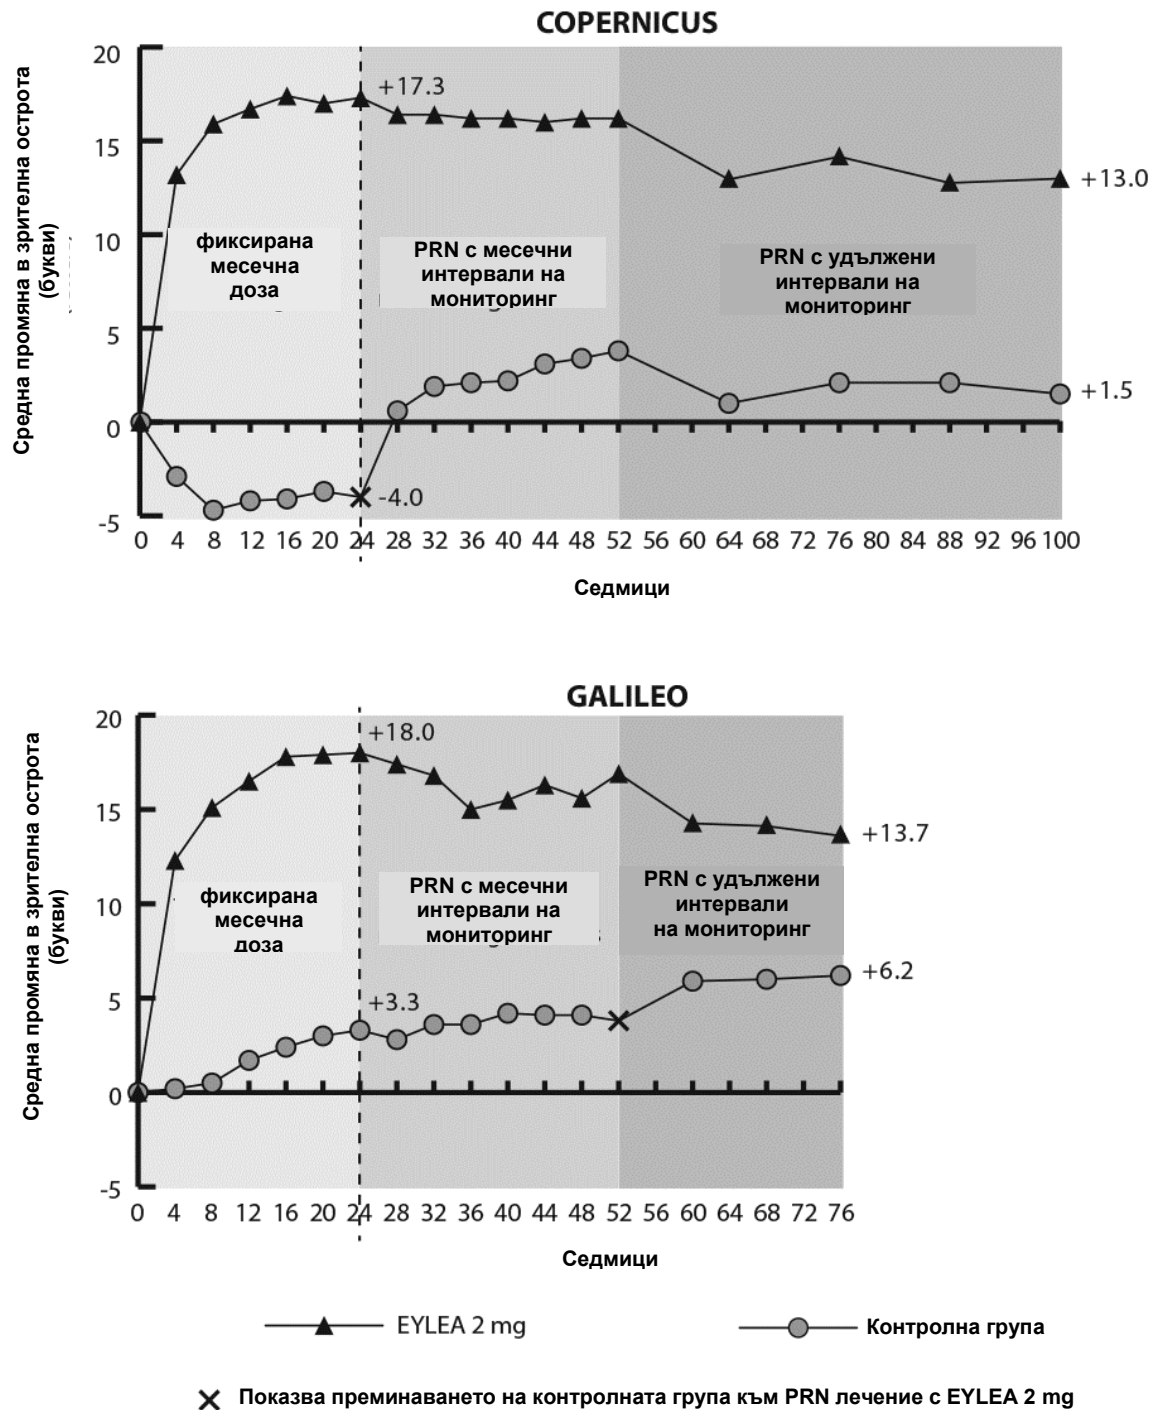 COPERNICUS
Средна промяна в зрителна острота
(букви)
20
15
10
5
0
-5
+17.3
+13.0
фиксирана
месечна
доза
PRN с месечни
интервали на
мониторинг
PRN с удължени
интервали на
мониторинг
+1.5
-4.0
0 4 8 12 16 20 24 28 32 36 40 44 48 52 56 60 64 68 72 76 80 84 88 92 96 100
Седмици
GALILEO
Средна промяна в зрителна острота
(букви)
20
15
10
5
0
-5
+18.0
+13.7
фиксирана
месечна
доза
PRN с месечни
интервали на
мониторинг
PRN с удължени
интервали
на мониторинг
+6.2
+3.3
0 4 8 12 16 20 24 28 32 36 40 44 48 52 56 60 64 68 72 76
Седмици
EYLEA 2 mg
Контролна група
Показва преминаването на контролната група към PRN лечение с EYLEA 2 mg